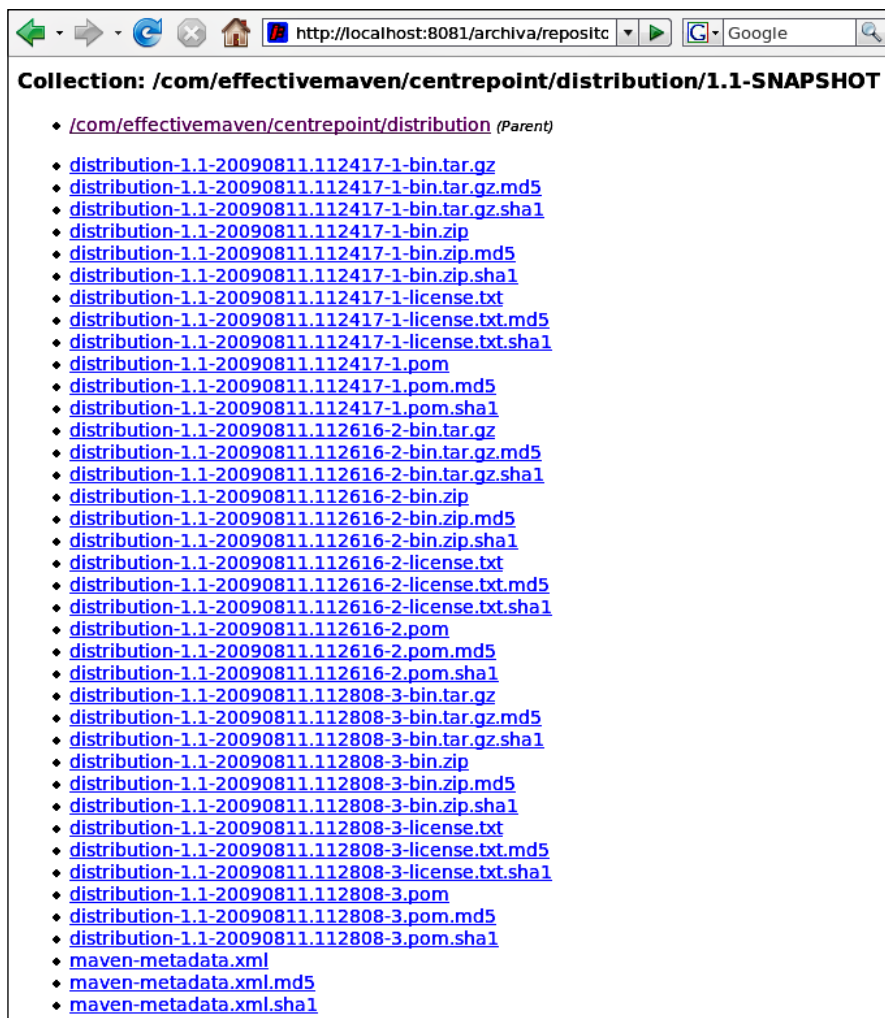 http://localhost:8081/archiva/reposito
Google
Collection: /com/effectivemaven/centrepoint/distribution/1.1-SNAPSHOT
/com/effectivemaven/centrepoint/distribution (Parent)
distribution-1.1-20090811.112417-1-bin.tar.gz
distribution-1.1-20090811.112417-1-bin.tar.gz.md5
distribution-1.1-20090811.112417-1-bin.tar.gz.sha1
distribution-1.1-20090811.112417-1-bin.zip
distribution-1.1-20090811.112417-1-bin.zip.md5
distribution-1.1-20090811.112417-1-bin.zip.sha1
distribution-1.1-20090811.112417-1-license.txt
distribution-1.1-20090811.112417-1-license.txt.md5
distribution-1.1-20090811.112417-1-license.txt.sha1
distribution-1.1-20090811.112417-1.pom
distribution-1.1-20090811.112417-1.pom.md5
distribution-1.1-20090811.112417-1.pom.sha1
distribution-1.1-20090811.112616-2-bin.tar.gz
distribution-1.1-20090811.112616-2-bin.tar.gz.md5
distribution-1.1-20090811.112616-2-bin.tar.gz.sha1
distribution-1.1-20090811.112616-2-bin.zip
distribution-1.1-20090811.112616-2-bin.zip.md5
distribution-1.1-20090811.112616-2-bin.zip.sha1
distribution-1.1-20090811.112616-2-license.txt
distribution-1.1-20090811.112616-2-license.txt.md5
distribution-1.1-20090811.112616-2-license.txt.sha1
distribution-1.1-20090811.112616-2.pom
distribution-1.1-20090811.112616-2.pom.md5
distribution-1.1-20090811.112616-2.pom.sha1
distribution-1.1-20090811.112808-3-bin.tar.gz
distribution-1.1-20090811.112808-3-bin.tar.gz.md5
distribution-1.1-20090811.112808-3-bin.tar.gz.sha1
distribution-1.1-20090811.112808-3-bin.zip
distribution-1.1-20090811.112808-3-bin.zip.md5
distribution-1.1-20090811.112808-3-bin.zip.sha1
distribution-1.1-20090811.112808-3-license.txt
distribution-1.1-20090811.112808-3-license.txt.md5
distribution-1.1-20090811.112808-3-license.txt.sha1
distribution-1.1-20090811.112808-3.pom
distribution-1.1-20090811.112808-3.pom.md5
distribution-1.1-20090811.112808-3.pom.sha1
maven-metadata.xml
maven-metadata.xml.md5
maven-metadata.xml.sha1